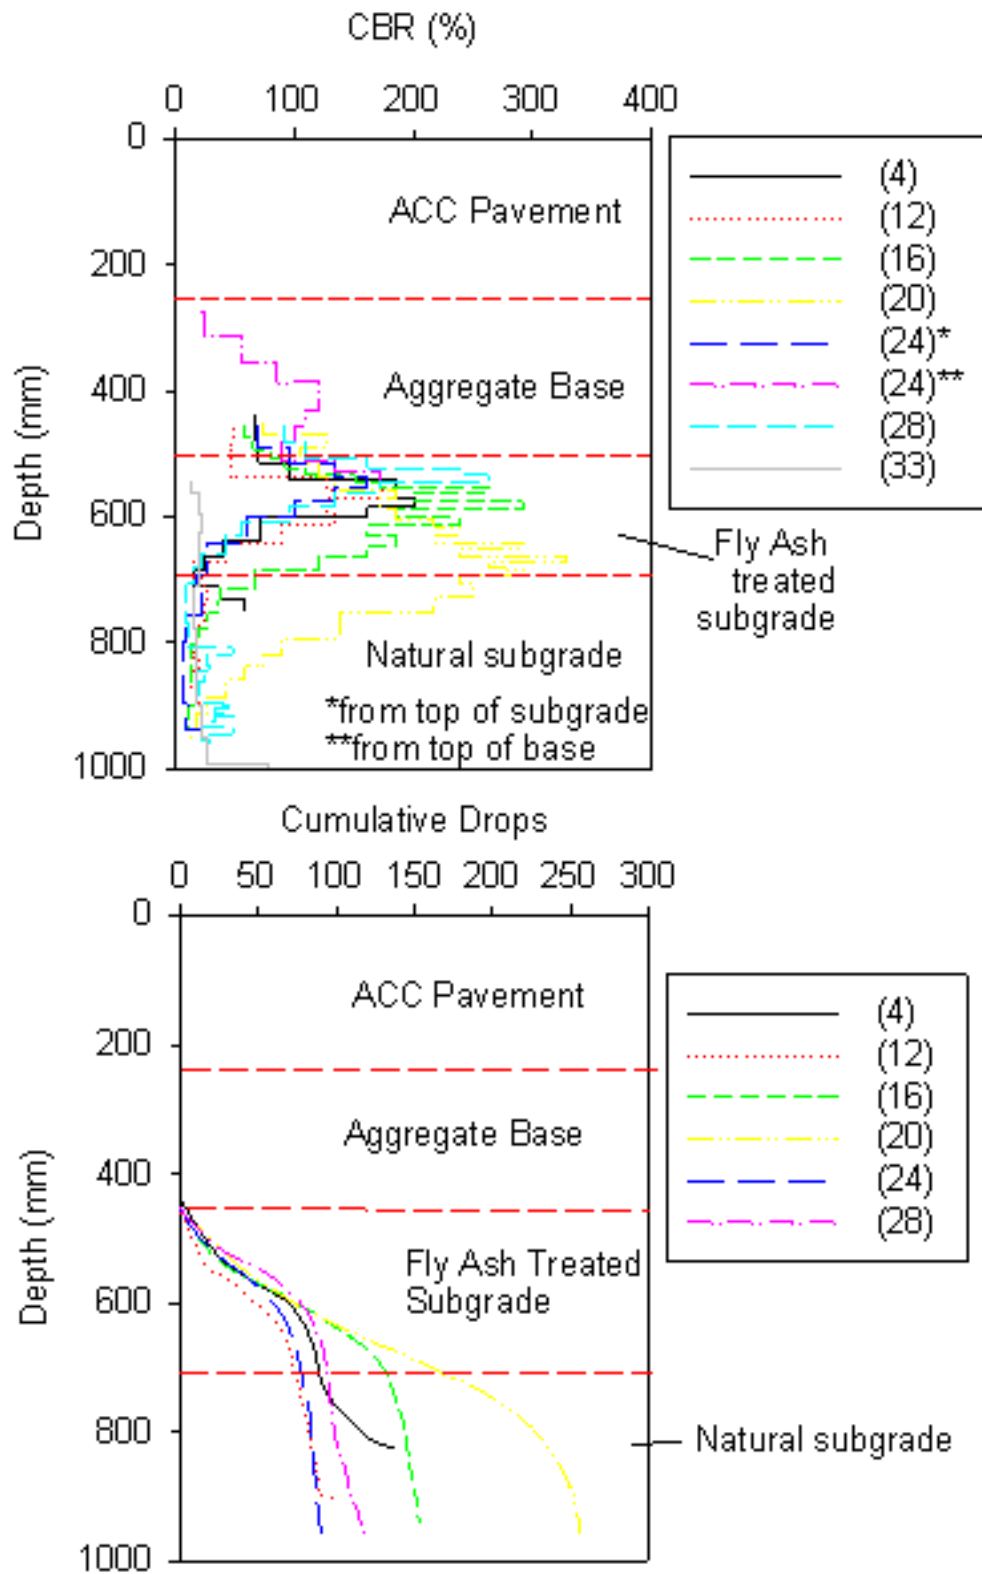 CBR (%)
0 100 200 300 400
0
200
400
600
800
1000
Depth (mm)
ACC Pavement
Aggregate Base
Fly Ash
treated
subgrade
Natural subgrade
*from top of subgrade
**from top of base
(4)
(12)
(16)
(20)
(24)*
(24)**
(28)
(33)
Cumulative Drops
0 50 100 150 200 250 300
0
200
400
600
800
1000
Depth (mm)
ACC Pavement
Aggregate Base
Fly Ash Treated
Subgrade
Natural subgrade
(4)
(12)
(16)
(20)
(24)
(28)